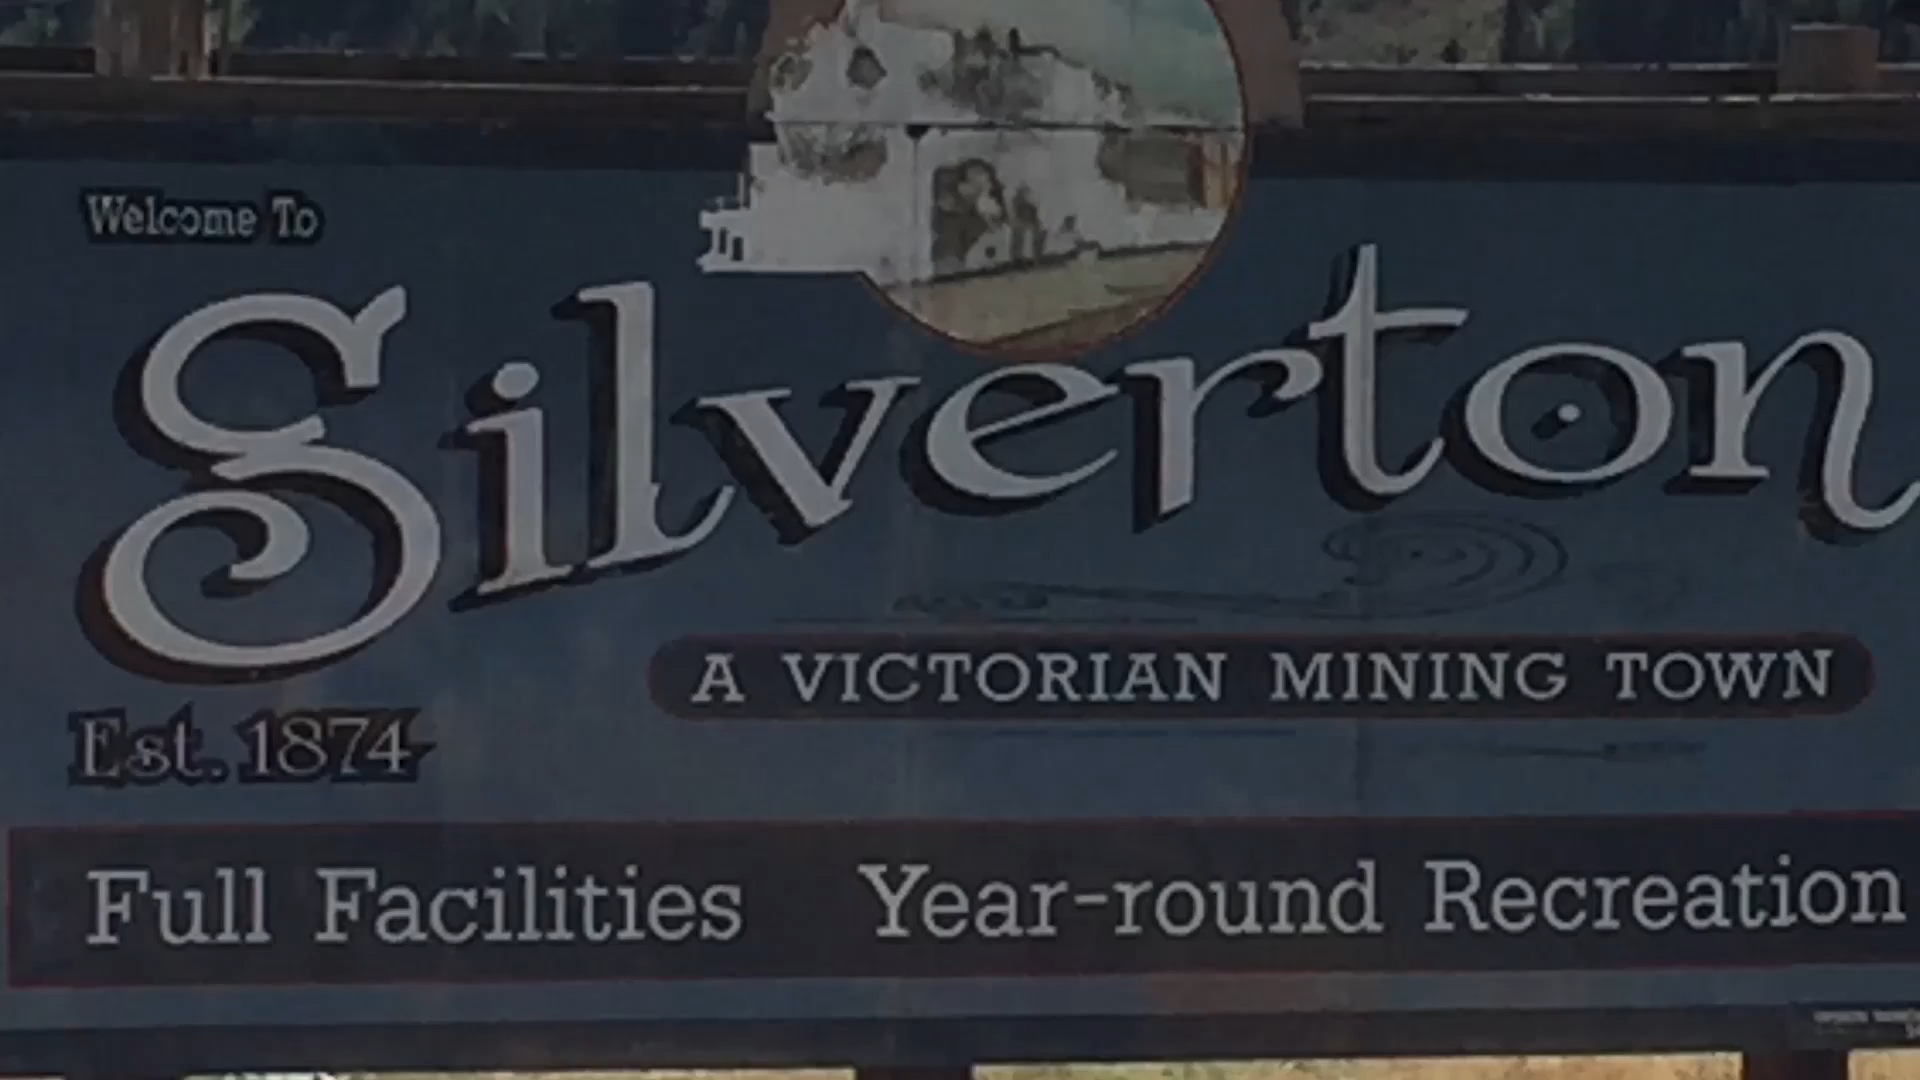 Welcome To
Silverton
A VICTORIAN MINING TOWN
Est. 1874
Full Facilities Year-round Recreation